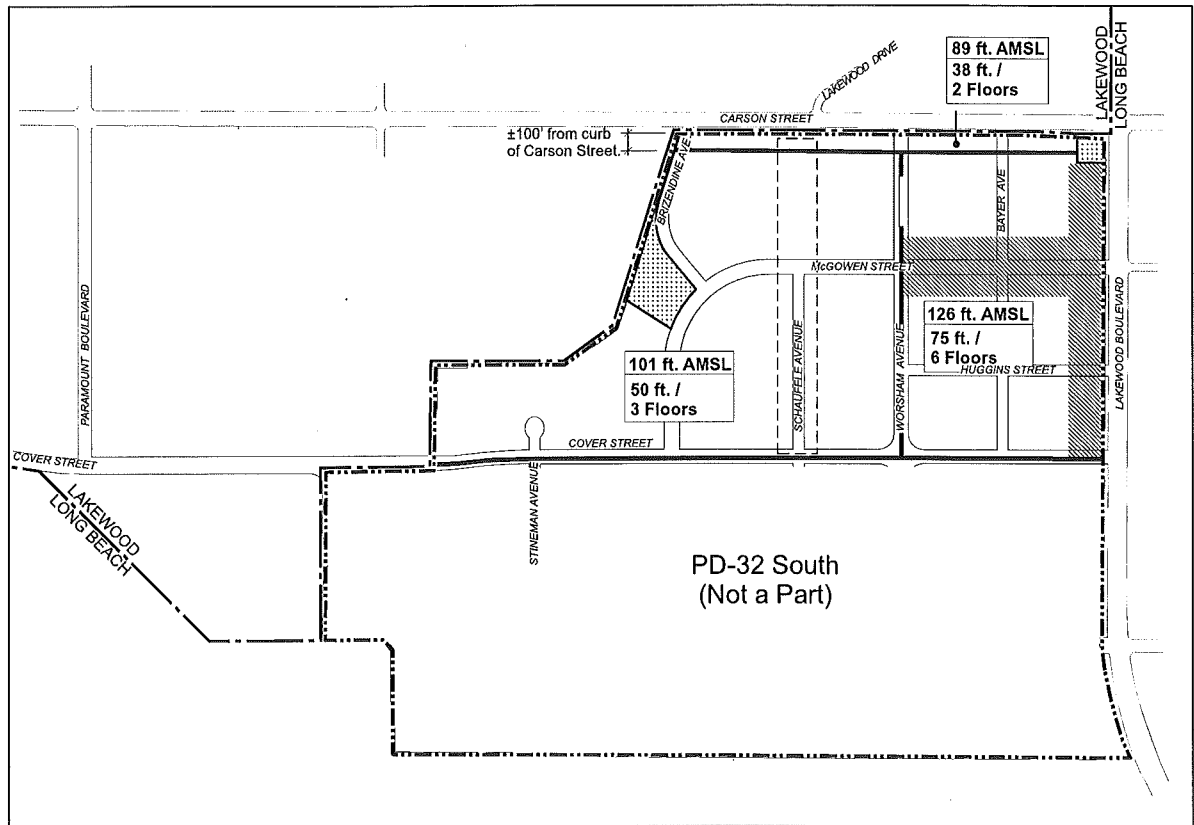 LAKEWOOD
LONG BEACH
89 ft. AMSL
38 ft. /
2 Floors
LAKEWOOD DRIVE
CARSON STREET
±100' from curb
of Carson Street.
BRIZENDINE AVE
BAYER AVE
McGOWEN STREET
PARAMOUNT BOULEVARD
LAKEWOOD BOULEVARD
126 ft. AMSL
75 ft. /
6 Floors
HUGGINS STREET
WORSHAM AVENUE
SCHAUFELE AVENUE
101 ft. AMSL
50 ft. /
3 Floors
COVER STREET
COVER STREET
STINEMAN AVENUE
LAKEWOOD
LONG BEACH
PD-32 South
(Not a Part)